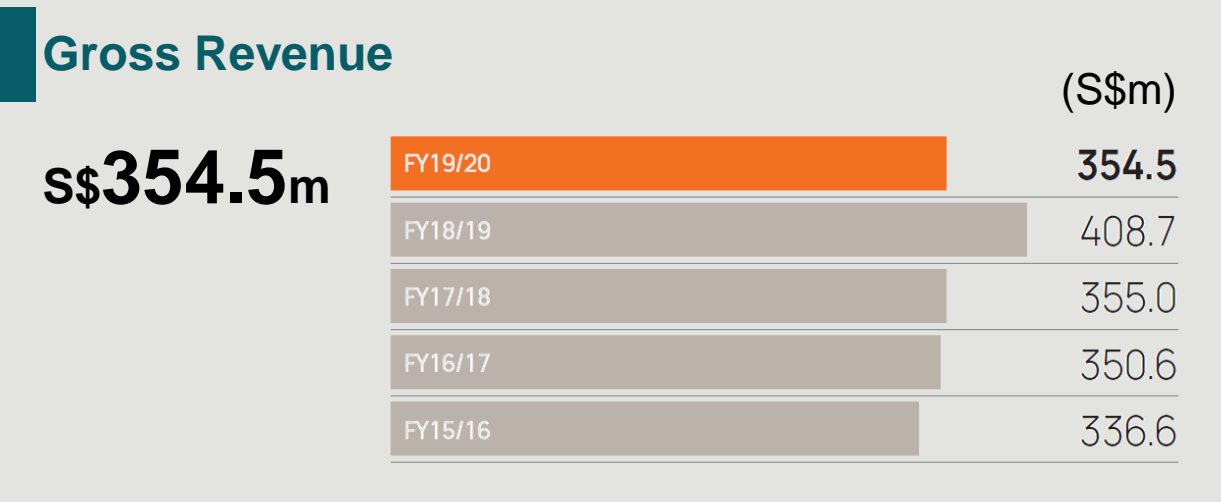 Gross Revenue
(S$m)
S$354.5m
FY19/20 354.5
FY18/19 408.7
FY17/18 355.0
FY16/17 350.6
FY15/16 336.6